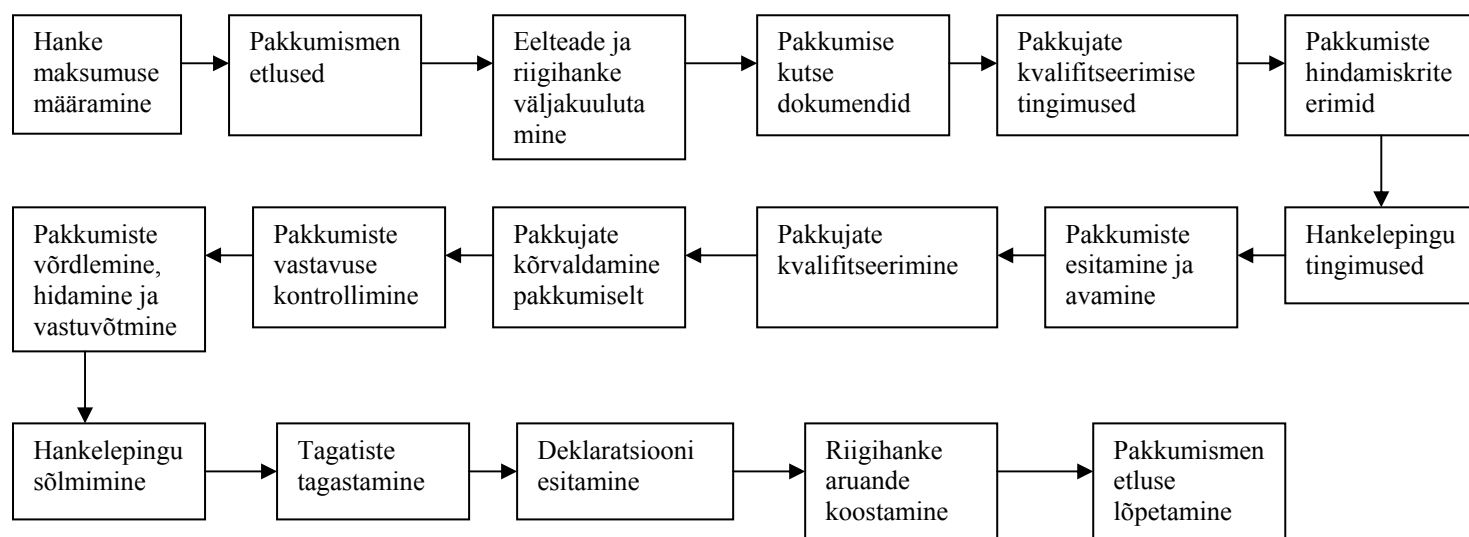 Hanke
maksumuse
määramine
Pakkumismen
etlused
Eelteade ja
riigihanke
väljakuuluta
mine
Pakkumise
kutse
dokumendid
Pakkujate
kvalifitseerimise
tingimused
Pakkumiste
hindamiskrite
erimid
Hankelepingu
tingimused
Pakkumiste
esitamine ja
avamine
Pakkujate
kvalifitseerimine
Pakkujate
kõrvaldamine
pakkumiselt
Pakkumiste
vastavuse
kontrollimine
Pakkumiste
võrdlemine,
hidamine ja
vastuvõtmine
Hankelepingu
sõlmimine
Tagatiste
tagastamine
Deklaratsiooni
esitamine
Riigihanke
aruande
koostamine
Pakkumismen
etluse
lõpetamine